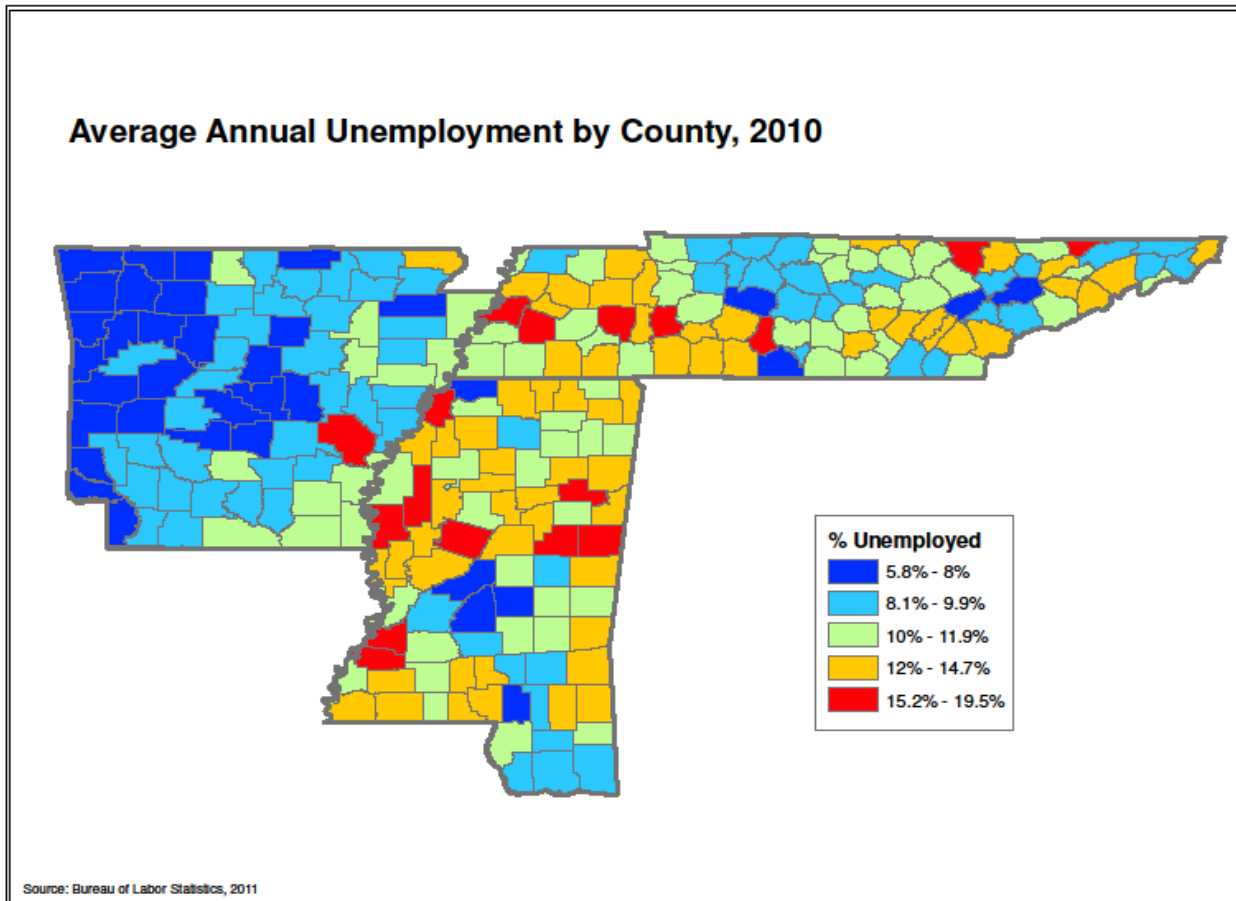 Average Annual Unemployment by County, 2010
% Unemployed
5.8% - 8%
8.1% - 9.9%
10% - 11.9%
12% - 14.7%
15.2% - 19.5%
Source: Bureau of Labor Statistics, 2011